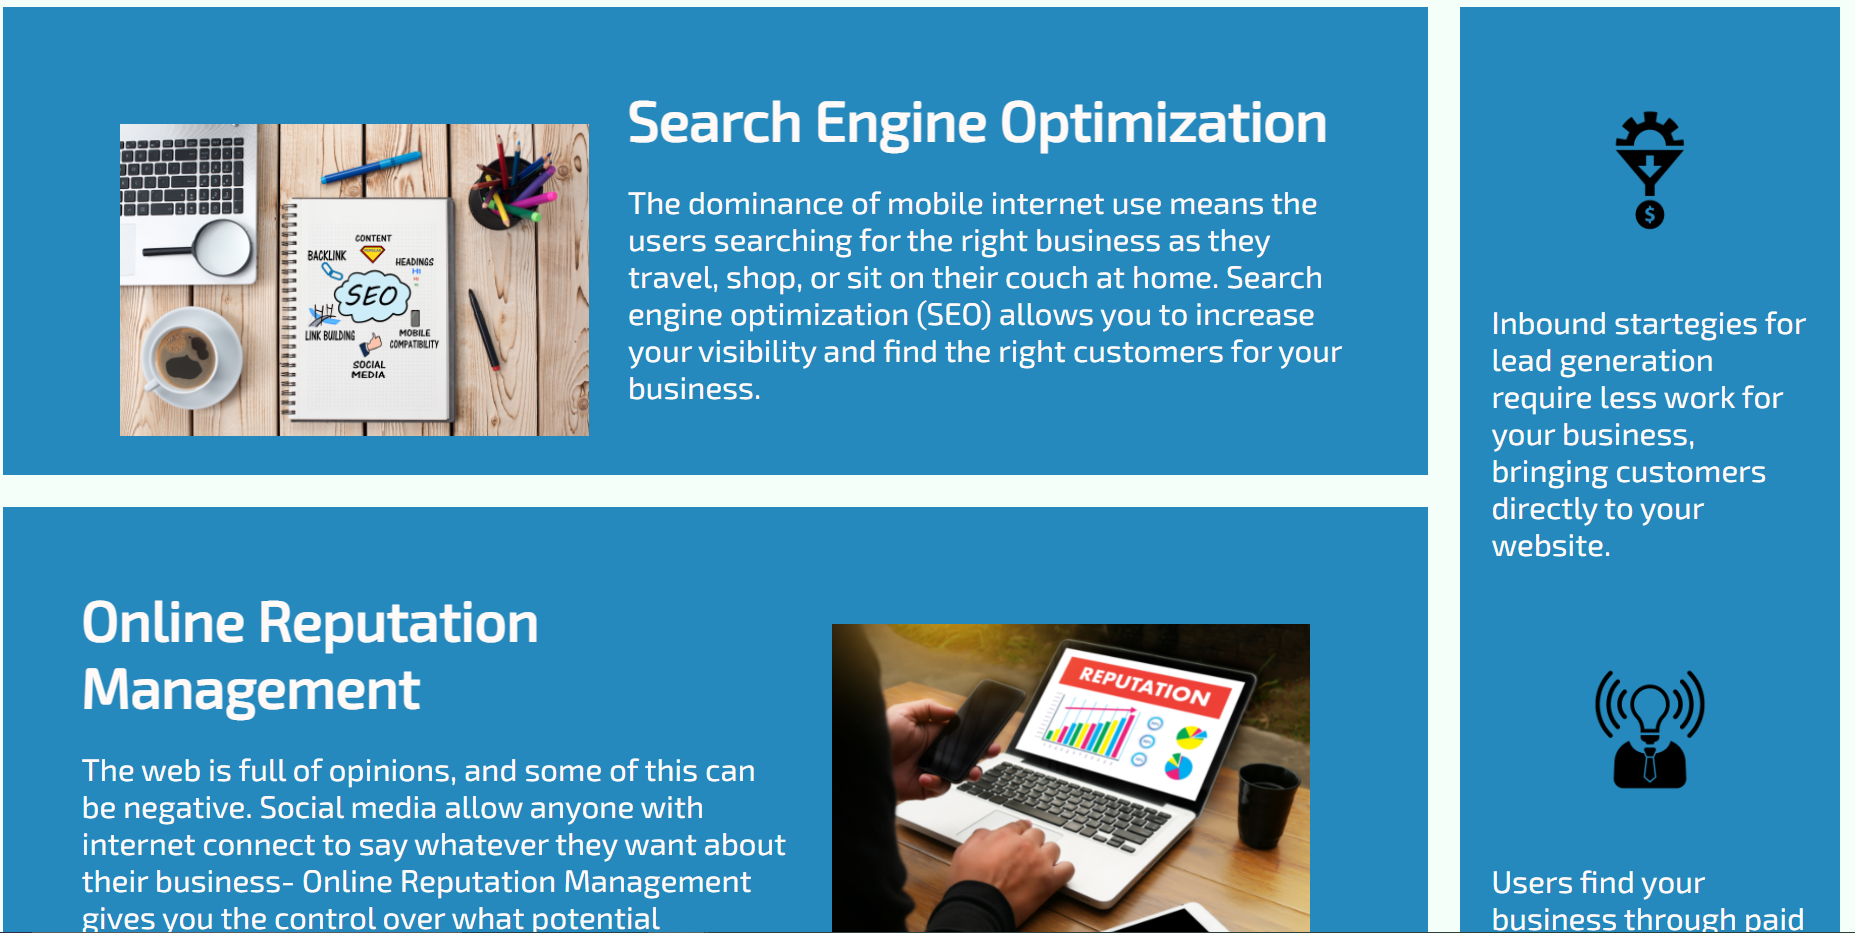 Search Engine Optimization
The dominance of mobile internet use means the
users searching for the right business as they
travel, shop, or sit on their couch at home. Search
engine optimization (SEO) allows you to increase
your visibility and find the right customers for your
business.
CONTENT
BACKLINK
HEADINGS
H1
SEO
LINK BUILDING
MOBILE
COMPATIBILITY
SOCIAL
MEDIA
Online Reputation
Management
The web is full of opinions, and some of this can
be negative. Social media allow anyone with
internet connect to say whatever they want about
their business- Online Reputation Management
gives you the control over what potential
REPUTATION
$
Inbound startegies for
lead generation
require less work for
your business,
bringing customers
directly to your
website.
Users find your
business through paid